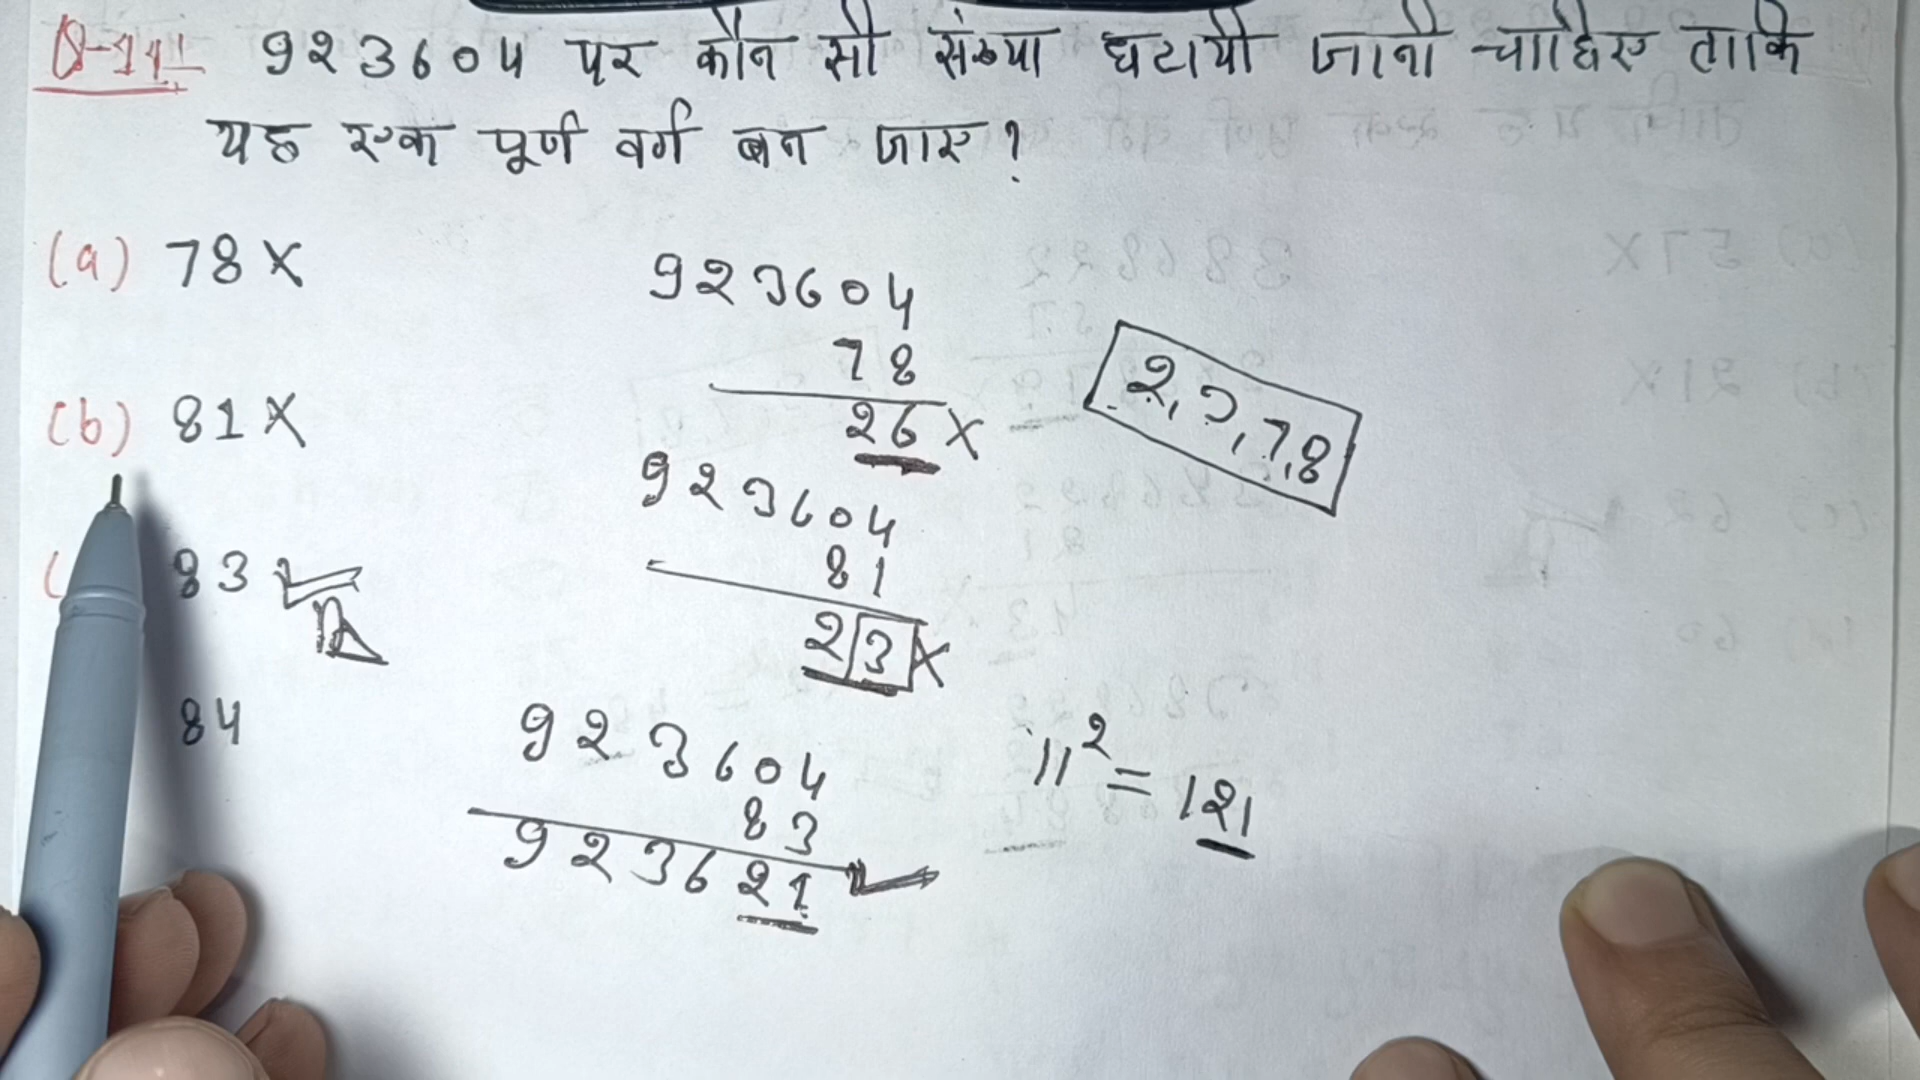 Q-11! 923604 पर कौन सी संख्या घटायी जानी चाहिए ताकि
यह एक पूर्ण वर्ग बन जाए?
(a) 78 X
(b) 81 X
( 83
84
923604
78
26 X
2, 3, 7, 8
923604
81
23 X
923604
83
923621
11² = 121